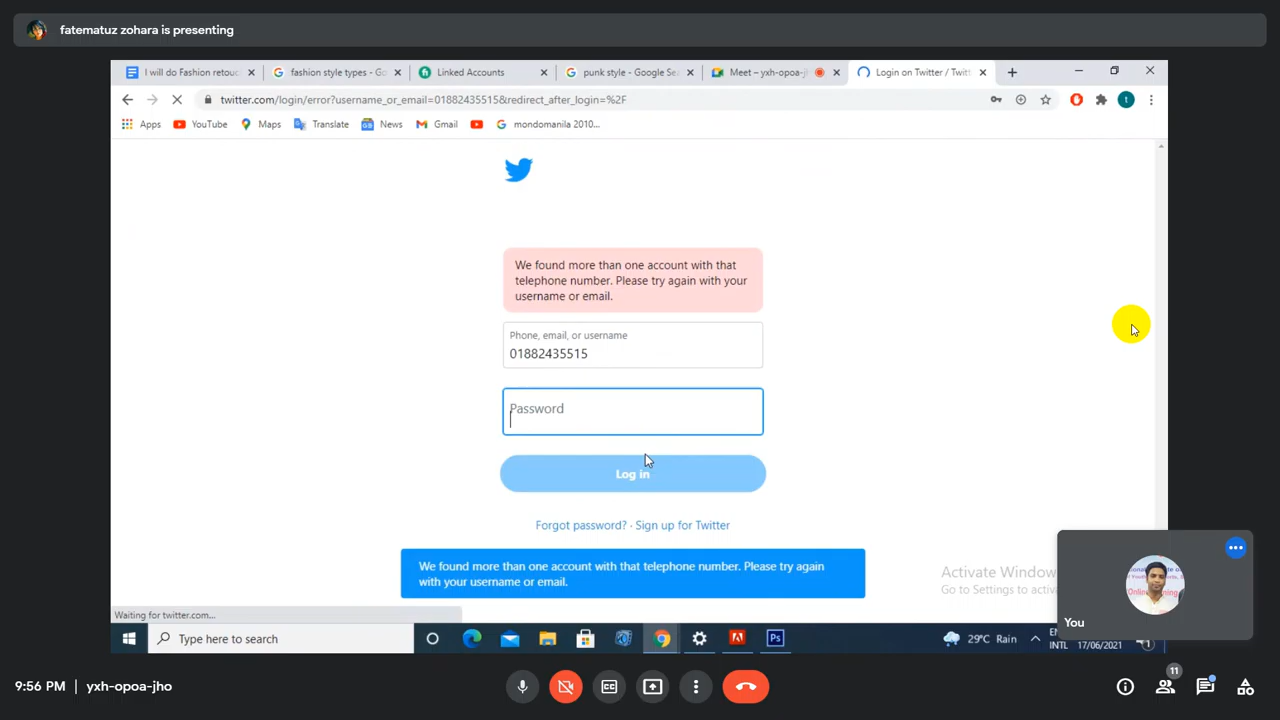 fatematuz zohara is presenting
I will do Fashion retouc
fashion style types - Go
Linked Accounts
punk style - Google Sea
Meet – yxh-opoa-j
Login on Twitter / Twitt
twitter.com/login/error?username_or_email=01882435515&redirect_after_login=%2F
t
Apps
YouTube
Maps
Translate
News
Gmail
mondomanila 2010...
We found more than one account with that
telephone number. Please try again with your
username or email.
Phone, email, or username
01882435515
Password
Log in
Forgot password? · Sign up for Twitter
We found more than one account with that telephone number. Please try again
with your username or email.
Activate Window
Go to Settings to activ
Waiting for twitter.com...
You
Type here to search
Ps
29°C Rain
INTL
17/06/2021
1
9:56 PM
yxh-opoa-jho
11